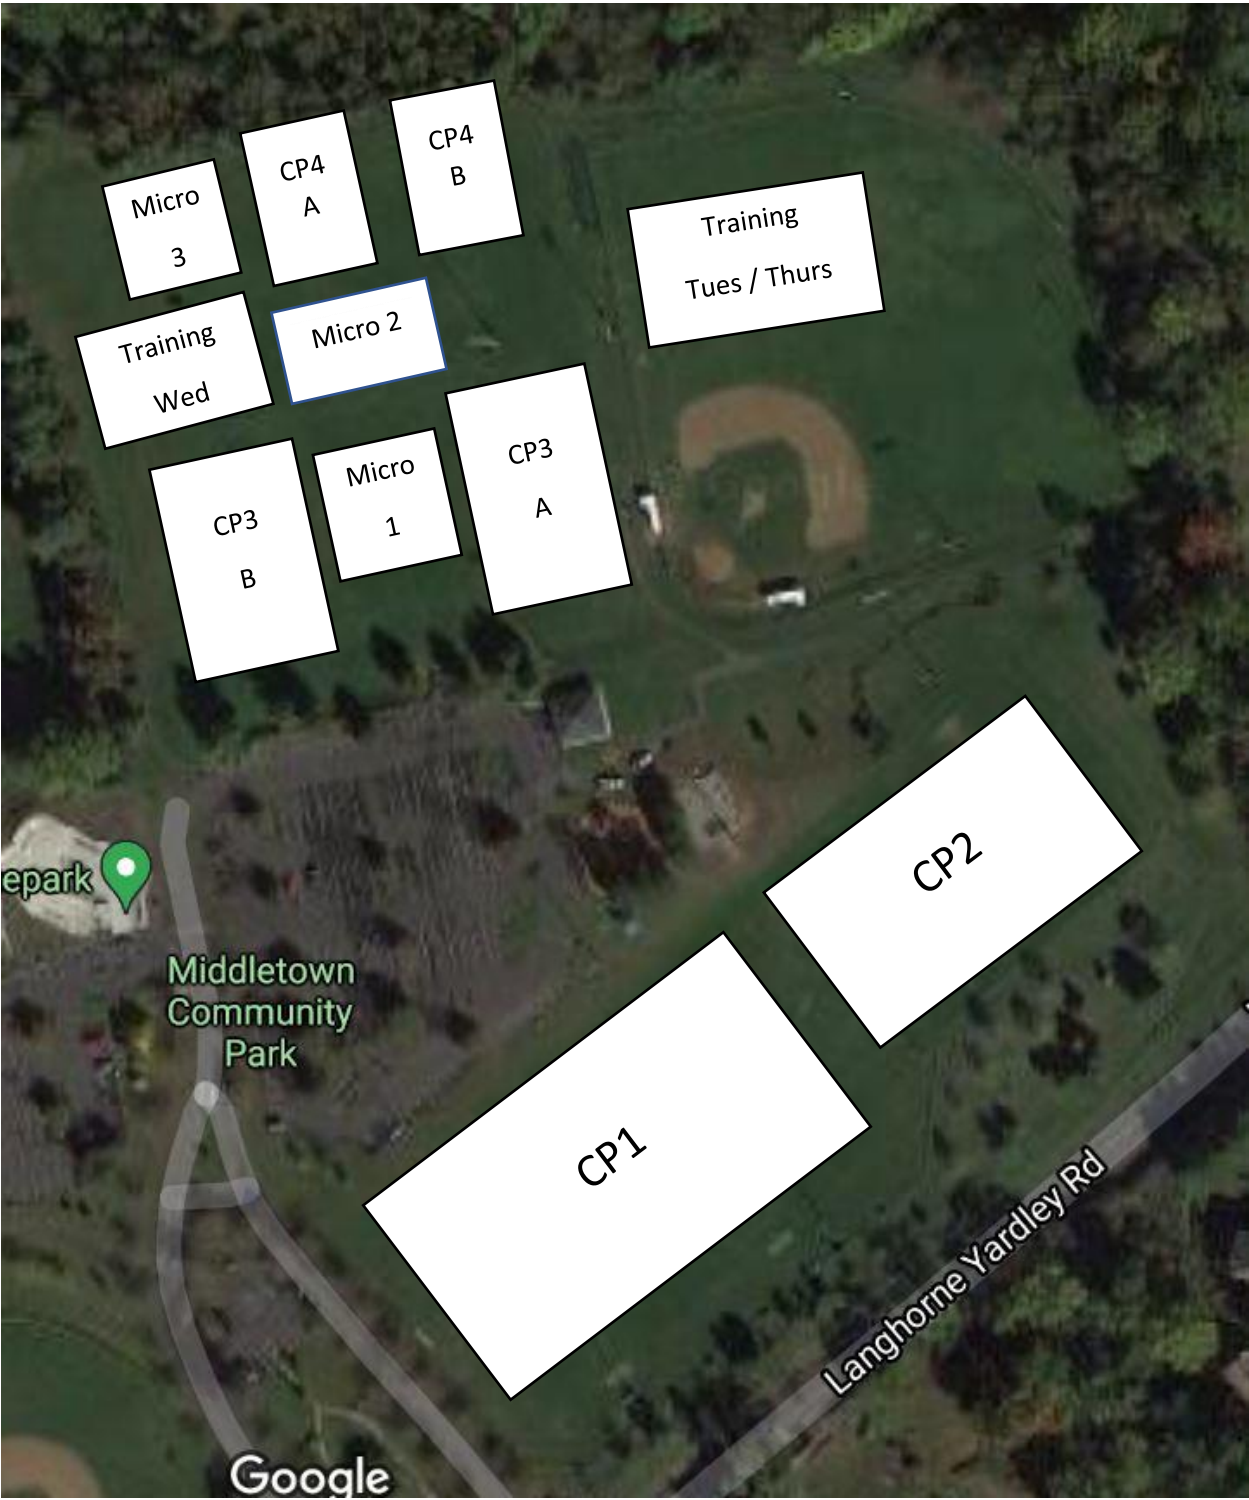 CP4
B
CP4
A
Micro
3
Training
Tues / Thurs
Micro 2
Training
Wed
CP3
A
Micro
1
CP3
B
CP2
epark
Middletown
Community
Park
CP1
Langhorne Yardley Rd
Google